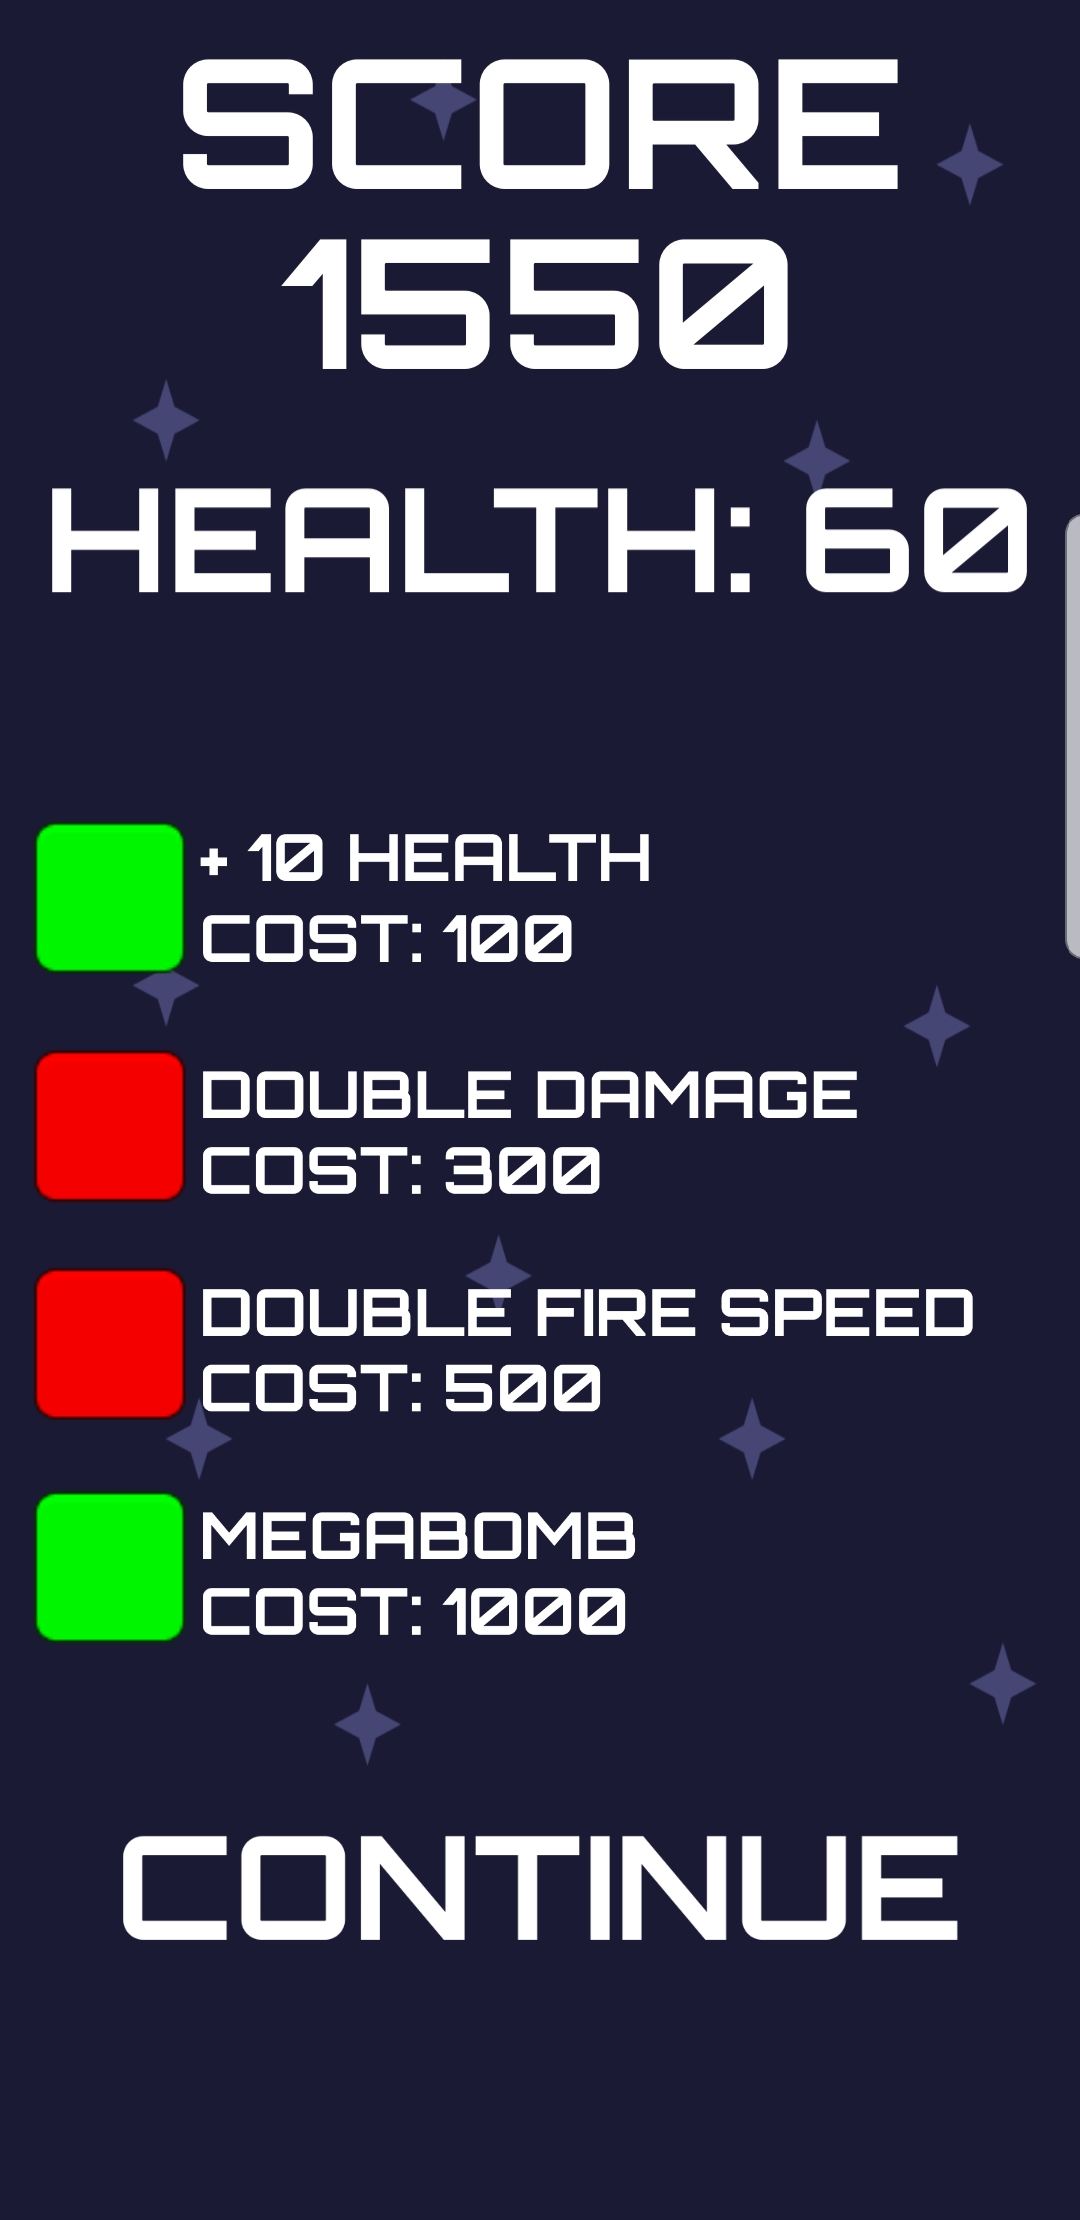 SCORE
1550
HEALTH: 60
+ 10 HEALTH
COST: 100
DOUBLE DAMAGE
COST: 300
DOUBLE FIRE SPEED
COST: 500
MEGABOMB
COST: 1000
CONTINUE